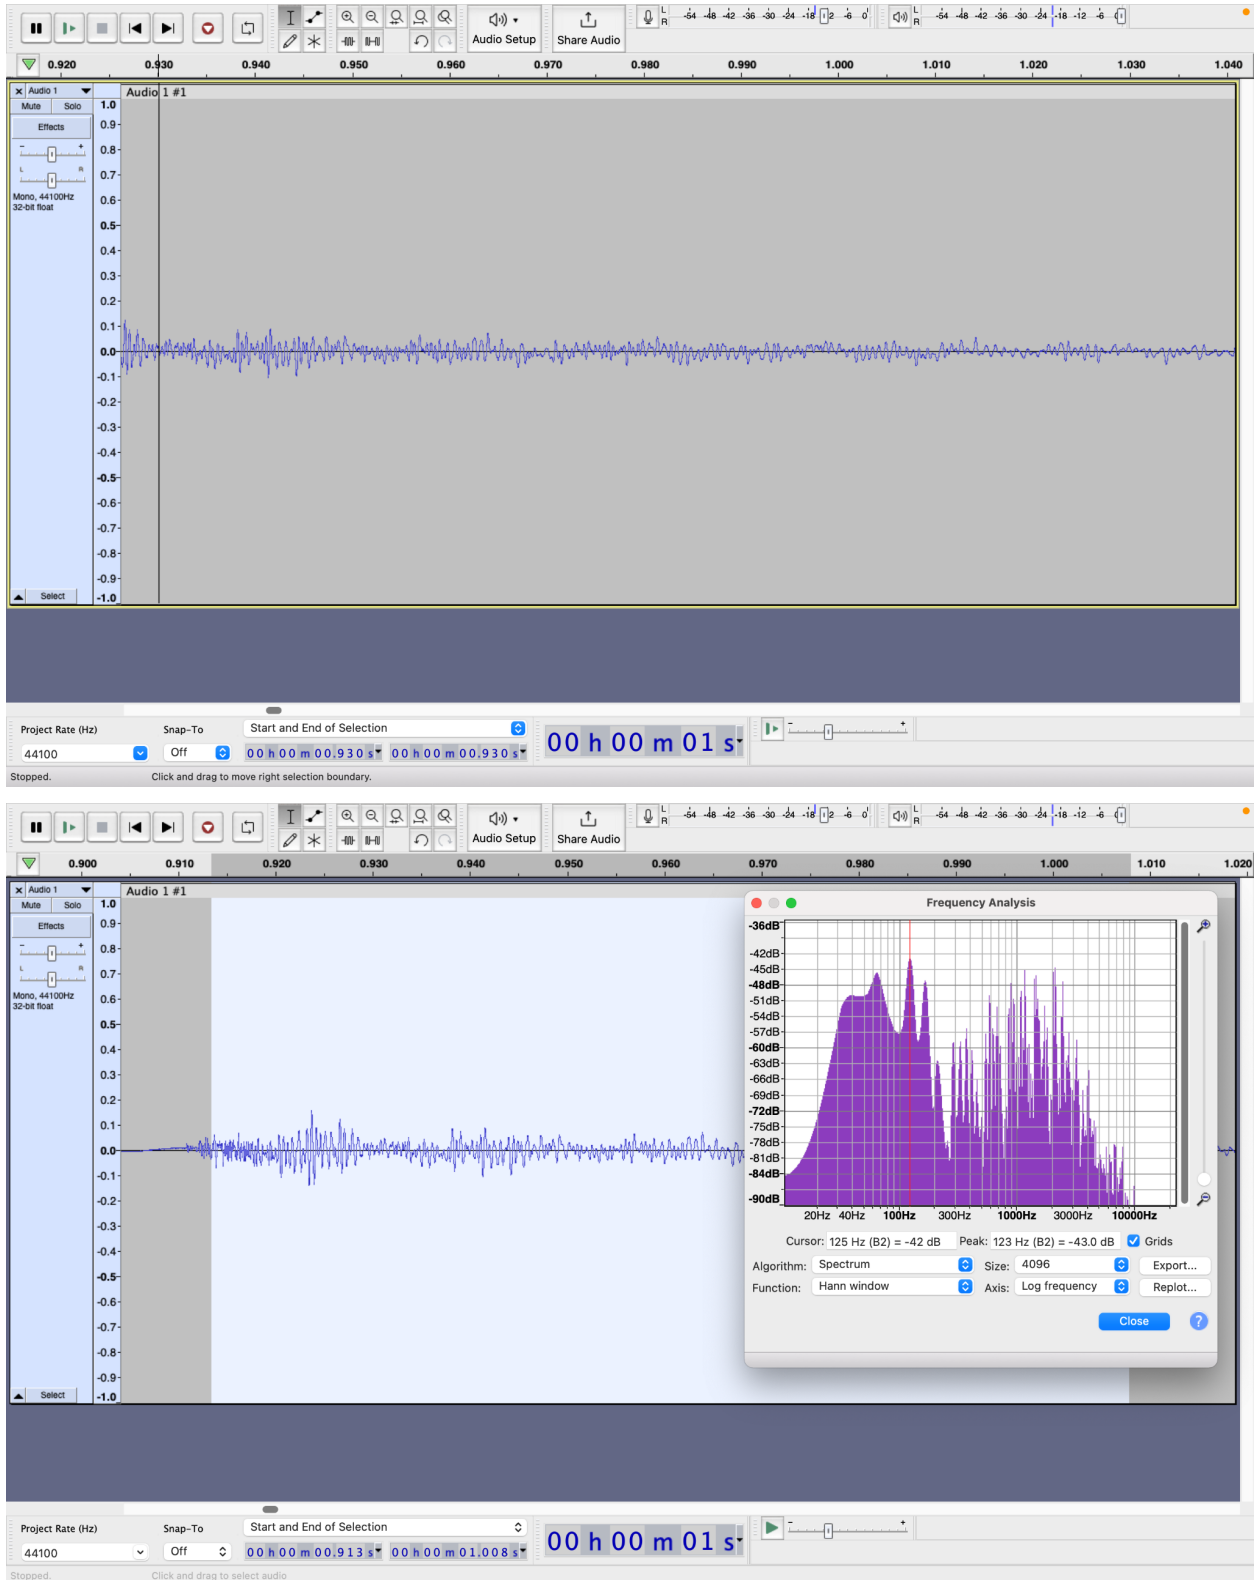 -54 -48 -42 -36 -30 -24 -18 -12 -6 0
L
R
-54 -48 -42 -36 -30 -24 -18 -12 -6 0
L
R
Audio Setup
Share Audio
0.920 0.930 0.940 0.950 0.960 0.970 0.980 0.990 1.000 1.010 1.020 1.030 1.040
Audio 1
Audio 1 #1
Mute Solo
Effects
- +
L R
Mono, 44100Hz
32-bit float
Select
1.0
0.9
0.8
0.7
0.6
0.5
0.4
0.3
0.2
0.1
0.0
-0.1
-0.2
-0.3
-0.4
-0.5
-0.6
-0.7
-0.8
-0.9
-1.0
Project Rate (Hz)
44100
Snap-To
Off
Start and End of Selection
00 h 00 m 00.930 s 00 h 00 m 00.930 s
00 h 00 m 01 s
- +
Stopped. Click and drag to move right selection boundary.
-54 -48 -42 -36 -30 -24 -18 -12 -6 0
R
-54 -48 -42 -36 -30 -24 -18 -12 -6
L
R
Audio Setup
Share Audio
0.900 0.910 0.920 0.930 0.940 0.950 0.960 0.970 0.980 0.990 1.000 1.010 1.020
Audio 1
Audio 1 #1
Mute Solo
Effects
- +
L R
Mono, 44100Hz
32-bit float
Select
1.0
0.9
0.8
0.7
0.6
0.5
0.4
0.3
0.2
0.1
0.0
-0.1
-0.2
-0.3
-0.4
-0.5
-0.6
-0.7
-0.8
-0.9
-1.0
Frequency Analysis
-36dB
-42dB
-45dB
-48dB
-51dB
-54dB
-57dB
-60dB
-63dB
-66dB
-69dB
-72dB
-75dB
-78dB
-81dB
-84dB
-90dB
20Hz 40Hz 100Hz 300Hz 1000Hz 3000Hz 10000Hz
Cursor: 125 Hz (B2) = -42 dB Peak: 123 Hz (B2) = -43.0 dB Grids
Algorithm: Spectrum Size: 4096 Export...
Function: Hann window Axis: Log frequency Replot...
Close ?
Project Rate (Hz)
44100
Snap-To
Off
Start and End of Selection
00 h 00 m 00.913 s 00 h 00 m 01.008 s
00 h 00 m 01 s
- +
Stopped. Click and drag to select audio